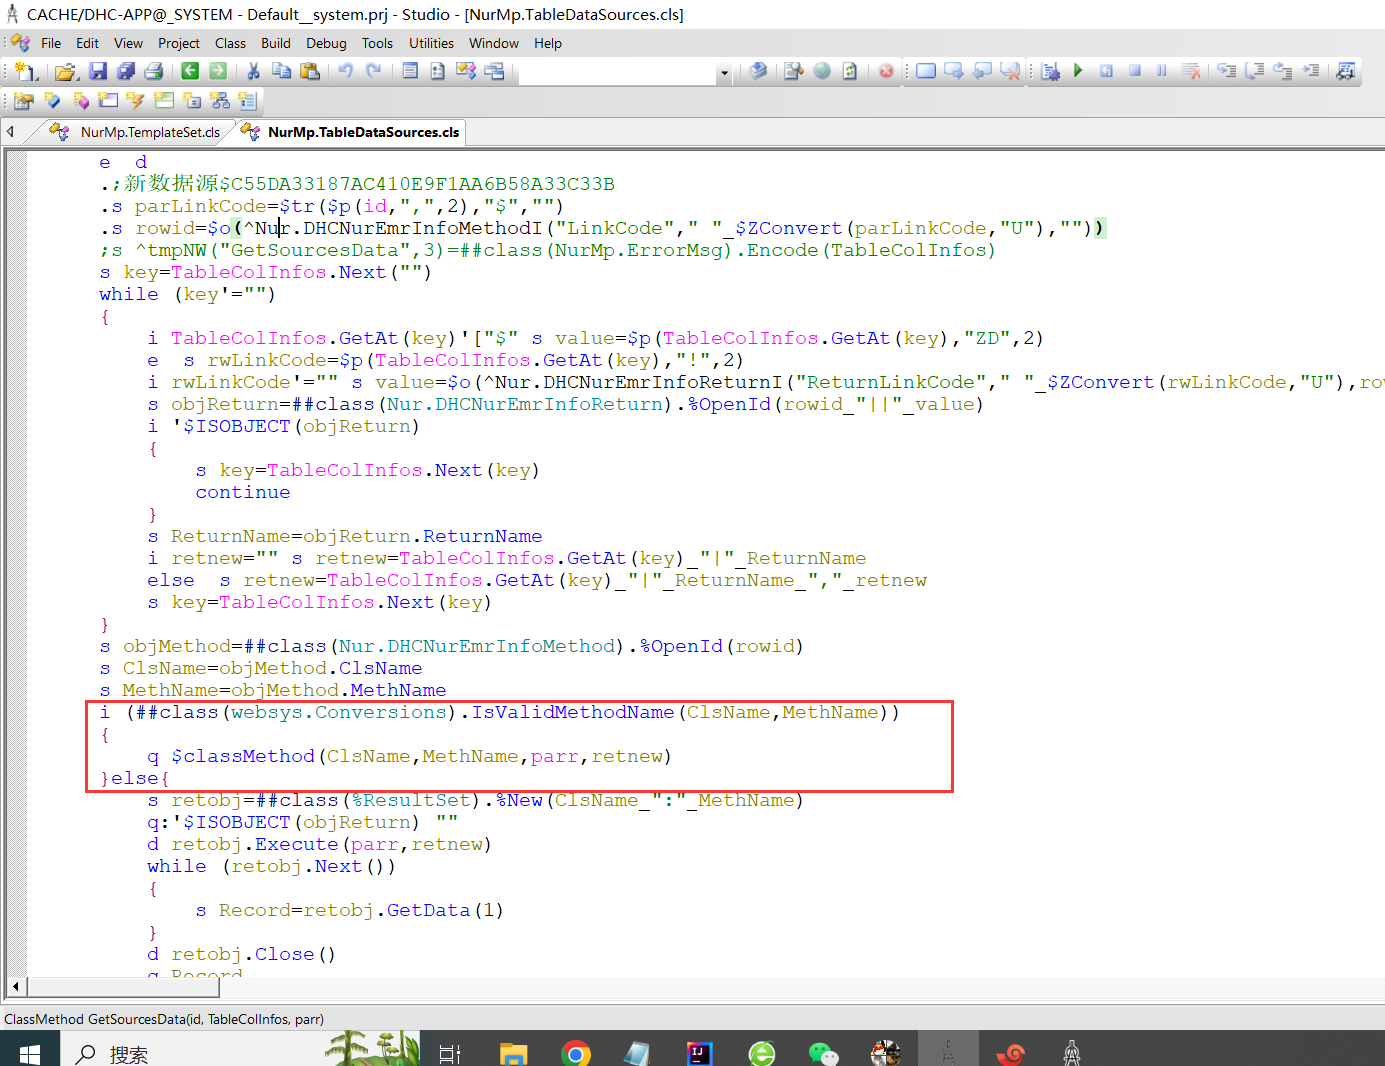 CACHE/DHC-APP@_SYSTEM - Default__system.prj - Studio - [NurMp.TableDataSources.cls]
File Edit View Project Class Build Debug Tools Utilities Window Help
NurMp.TemplateSet.cls NurMp.TableDataSources.cls
e  d
.;新数据源$C55DA33187AC410E9F1AA6B58A33C33B
.s parLinkCode=$tr($p(id,",",2),"$","")
.s rowid=$o(^Nur.DHCNurEmrInfoMethodI("LinkCode"," "_$ZConvert(parLinkCode,"U"),""))
;s ^tmpNW("GetSourcesData",3)=##class(NurMp.ErrorMsg).Encode(TableColInfos)
s key=TableColInfos.Next("")
while (key'="")
{
i TableColInfos.GetAt(key)'["$" s value=$p(TableColInfos.GetAt(key),"ZD",2)
e  s rwLinkCode=$p(TableColInfos.GetAt(key),"!",2)
i rwLinkCode'="" s value=$o(^Nur.DHCNurEmrInfoReturnI("ReturnLinkCode"," "_$ZConvert(rwLinkCode,"U"),row
s objReturn=##class(Nur.DHCNurEmrInfoReturn).%OpenId(rowid_"||"_value)
i '$ISOBJECT(objReturn)
{
s key=TableColInfos.Next(key)
continue
}
s ReturnName=objReturn.ReturnName
i retnew="" s retnew=TableColInfos.GetAt(key)_"|"_ReturnName
else  s retnew=TableColInfos.GetAt(key)_"|"_ReturnName_","_retnew
s key=TableColInfos.Next(key)
}
s objMethod=##class(Nur.DHCNurEmrInfoMethod).%OpenId(rowid)
s ClsName=objMethod.ClsName
s MethName=objMethod.MethName
i (##class(websys.Conversions).IsValidMethodName(ClsName,MethName))
{
q $classMethod(ClsName,MethName,parr,retnew)
}else{
s retobj=##class(%ResultSet).%New(ClsName_":"_MethName)
q:'$ISOBJECT(objReturn) ""
d retobj.Execute(parr,retnew)
while (retobj.Next())
{
s Record=retobj.GetData(1)
}
d retobj.Close()
q Record
ClassMethod GetSourcesData(id, TableColInfos, parr)
搜索